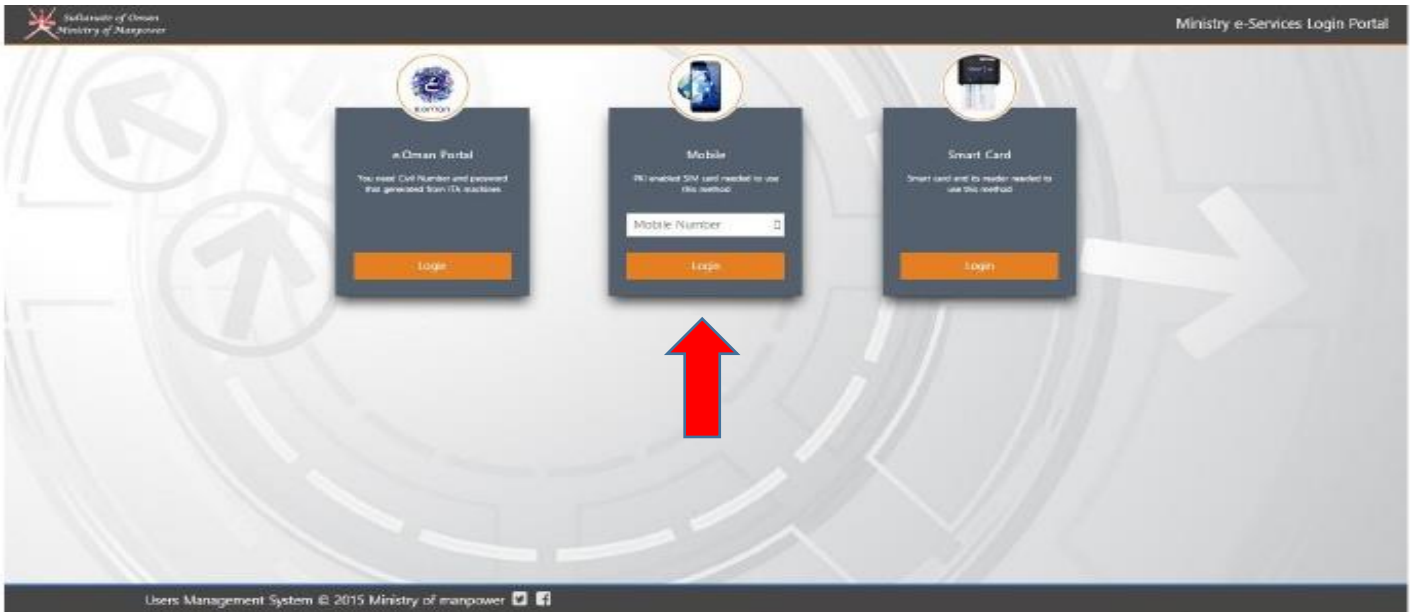 Sultanate of Oman
Ministry of Manpower
Ministry e-Services Login Portal
e.Oman Portal
You need Civil Number and password
that generated from ITA machines
Login
Mobile
PKI enabled SIM card needed to use
this method
Mobile Number
Login
Smart Card
Smart card and its reader needed to
use this method
Login
Users Management System © 2015 Ministry of manpower